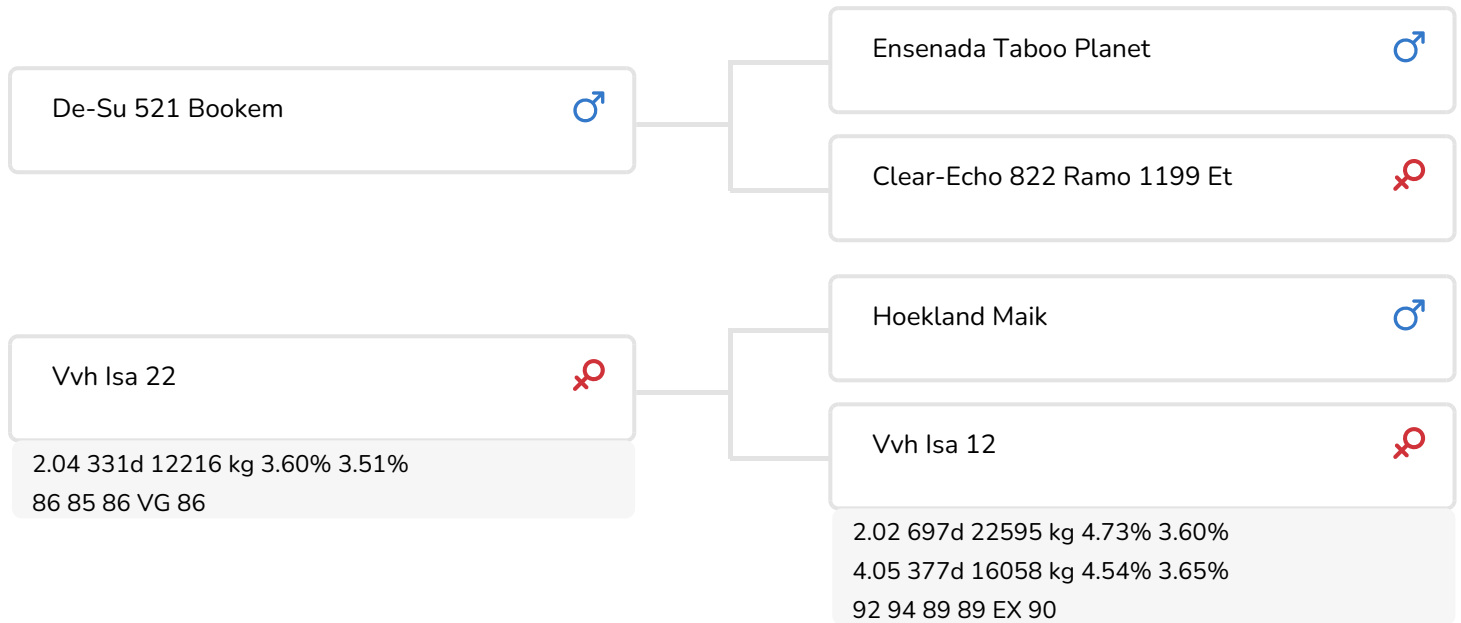 De-Su 521 Bookem
Ensenada Taboo Planet
Clear-Echo 822 Ramo 1199 Et
Vvh Isa 22
2.04 331d 12216 kg 3.60% 3.51%
86 85 86 VG 86
Hoekland Maik
Vvh Isa 12
2.02 697d 22595 kg 4.73% 3.60%
4.05 377d 16058 kg 4.54% 3.65%
92 94 89 89 EX 90